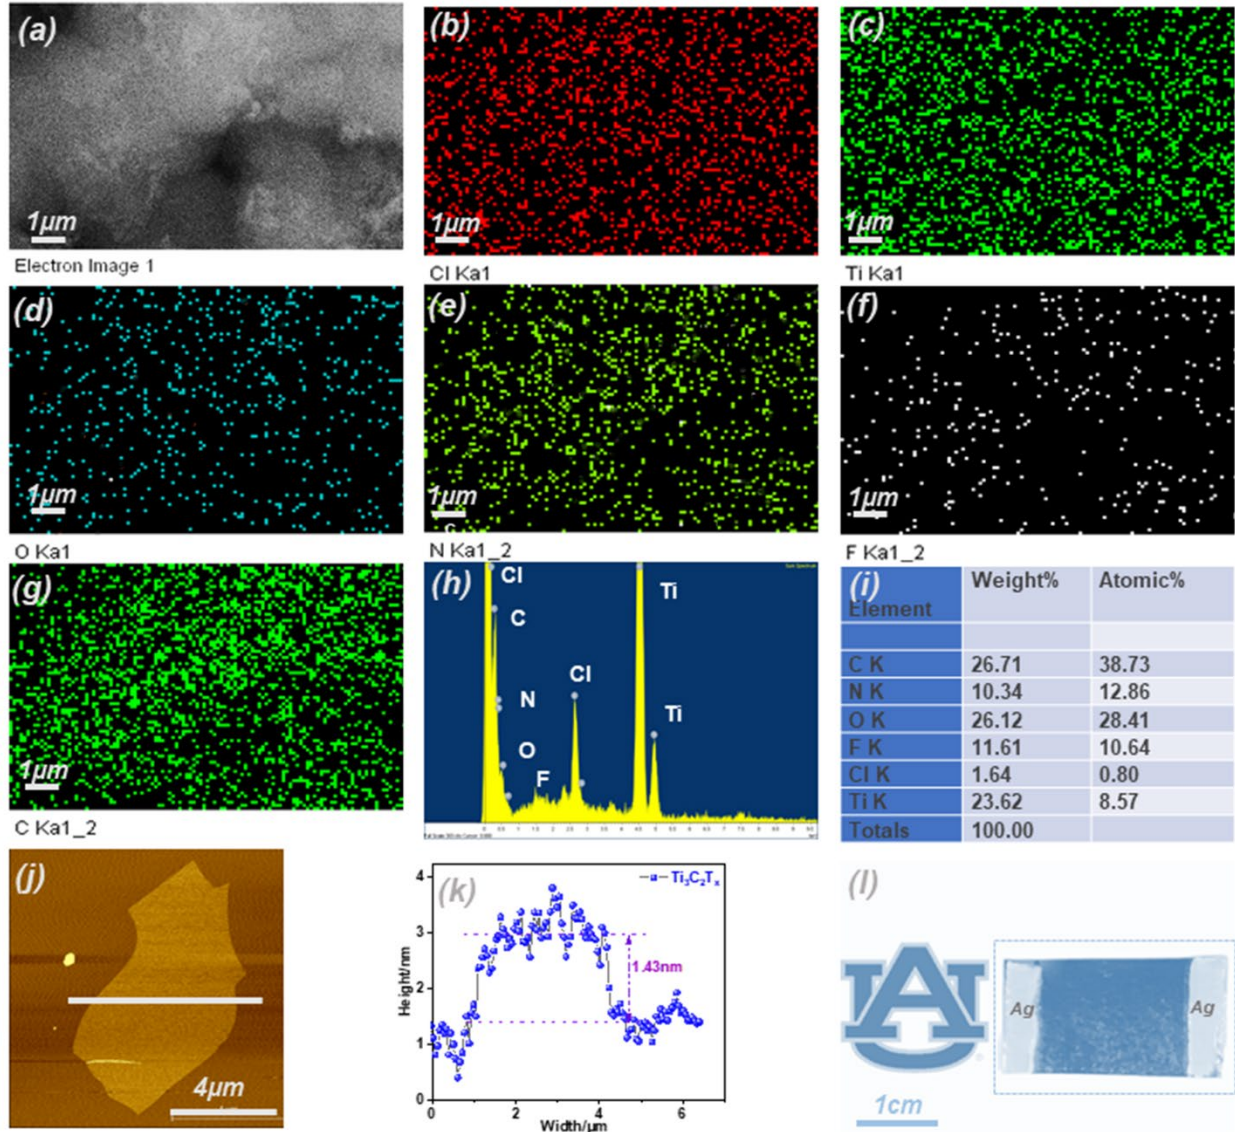 (a)
1µm
Electron Image 1
(b)
1µm
Cl Ka1
(c)
1µm
Ti Ka1
(d)
1µm
O Ka1
(e)
1µm
N Ka1_2
(f)
1µm
F Ka1_2
(g)
1µm
C Ka1_2
(h)
Cl
C
N
O
F
Cl
Ti
Ti
(i)
Element Weight% Atomic%
C K 26.71 38.73
N K 10.34 12.86
O K 26.12 28.41
F K 11.61 10.64
Cl K 1.64 0.80
Ti K 23.62 8.57
Totals 100.00
(j)
4µm
(k)
Ti₃C₂Tₓ
1.43nm
Height/nm
4
3
2
1
0
0 2 4 6
Width/µm
(l)
AU
Ag
Ag
1cm